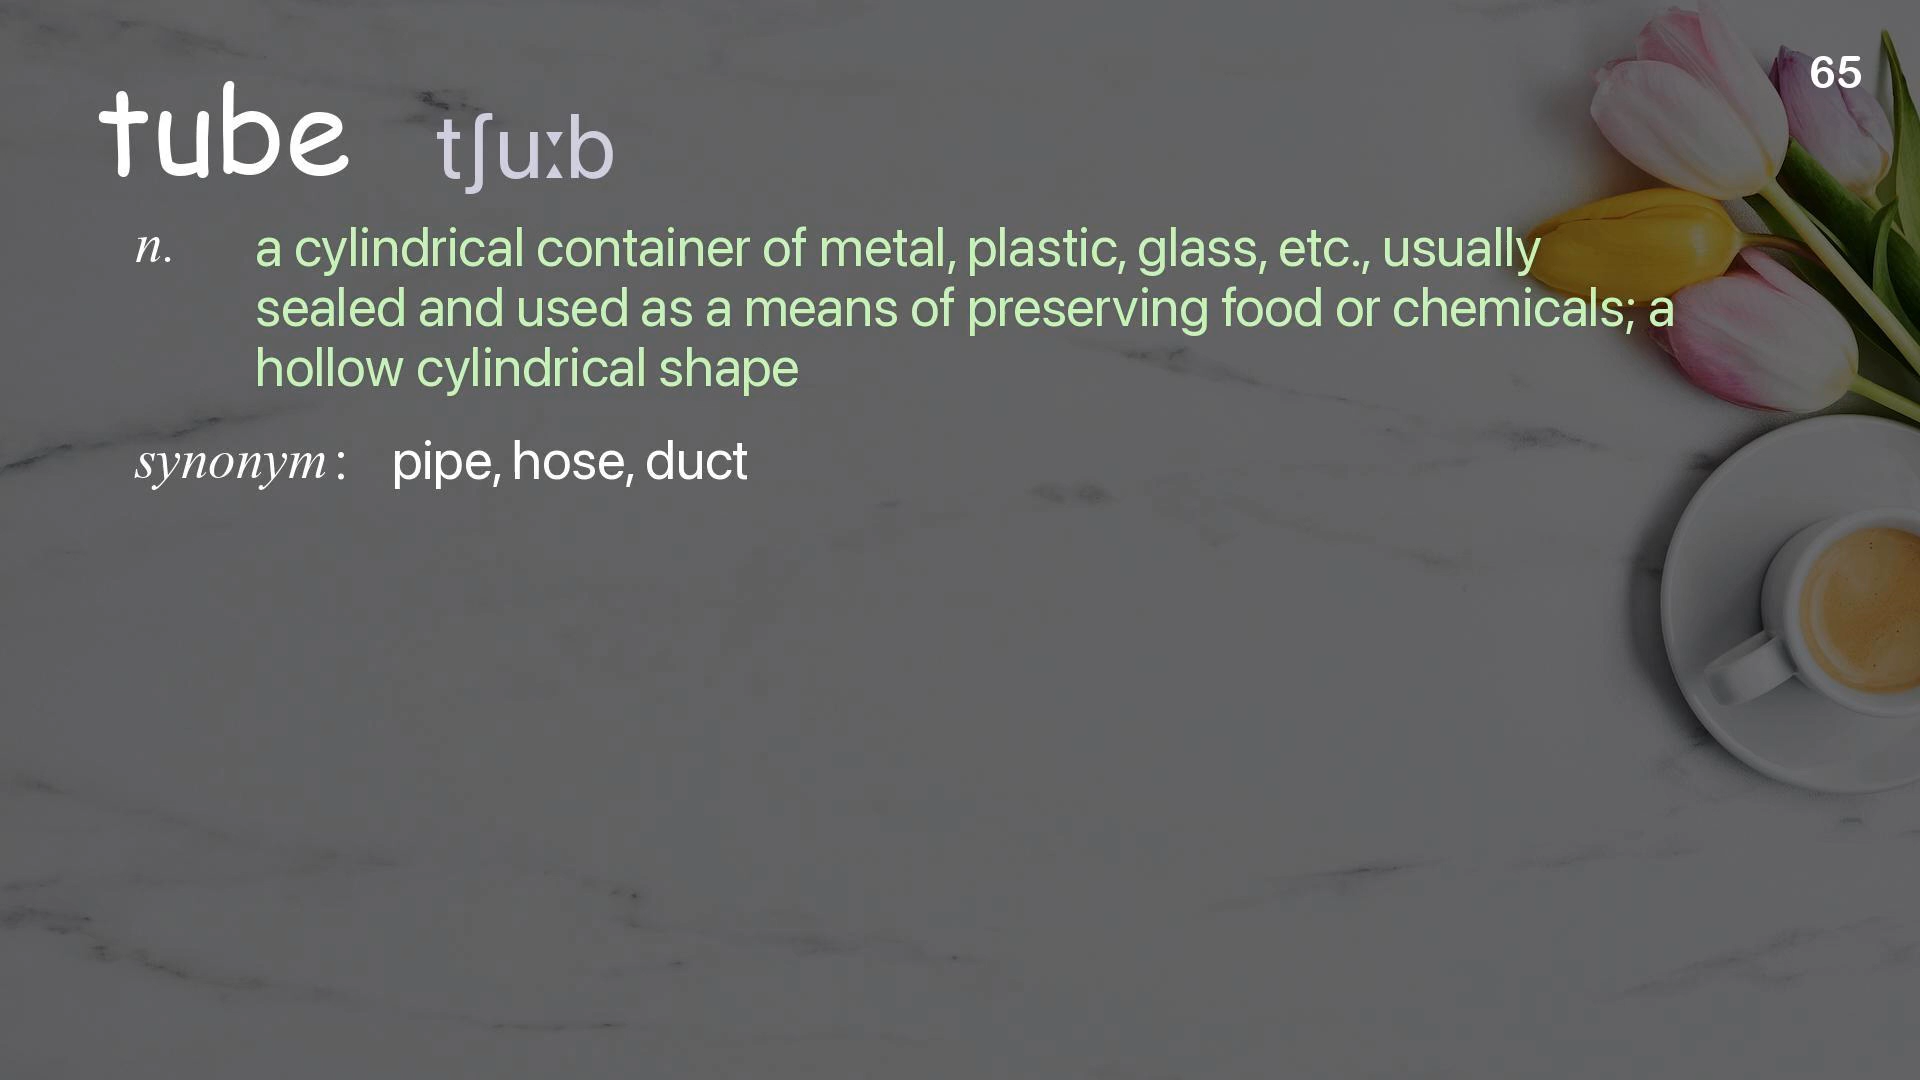 65
tube tʃuːb
n. a cylindrical container of metal, plastic, glass, etc., usually
sealed and used as a means of preserving food or chemicals; a
hollow cylindrical shape
synonym: pipe, hose, duct